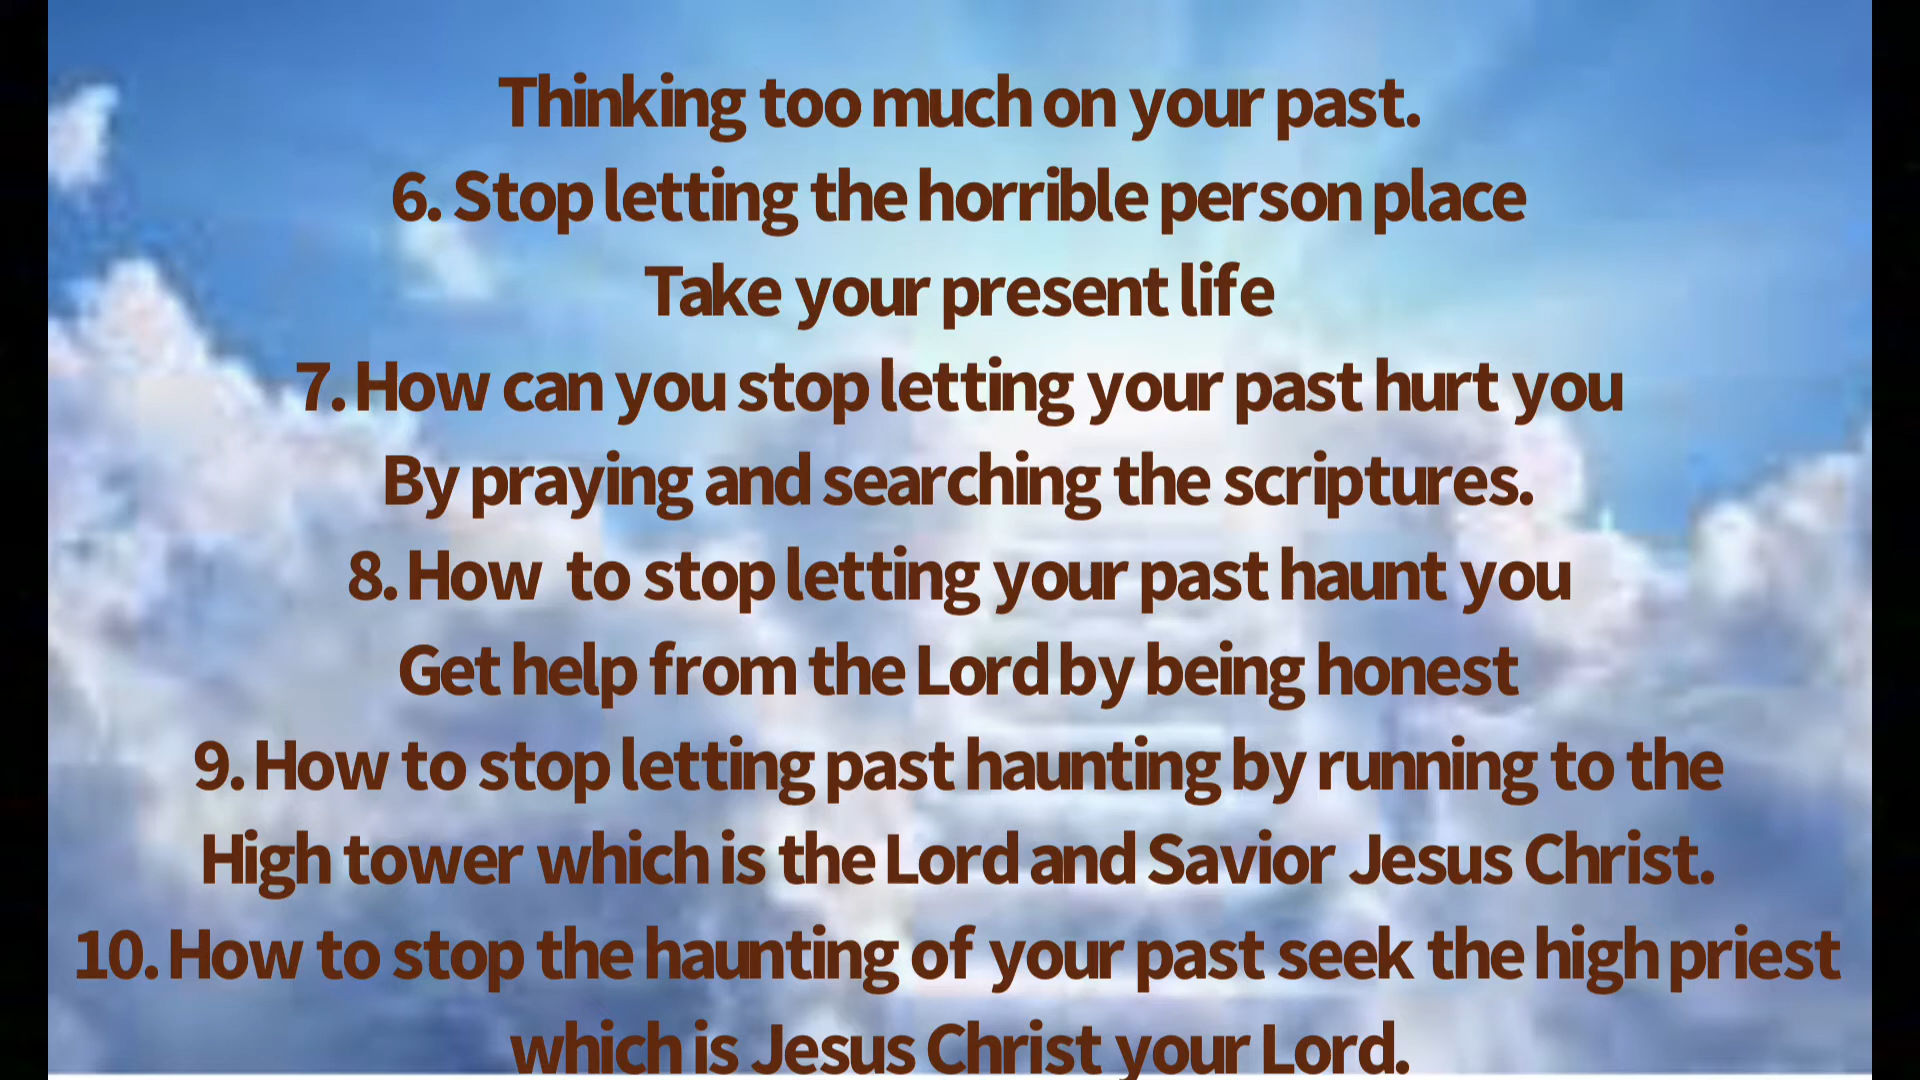 Thinking too much on your past.
6. Stop letting the horrible person place
Take your present life
7. How can you stop letting your past hurt you
By praying and searching the scriptures.
8. How to stop letting your past haunt you
Get help from the Lord by being honest
9. How to stop letting past haunting by running to the
High tower which is the Lord and Savior Jesus Christ.
10. How to stop the haunting of your past seek the high priest
which is Jesus Christ your Lord.